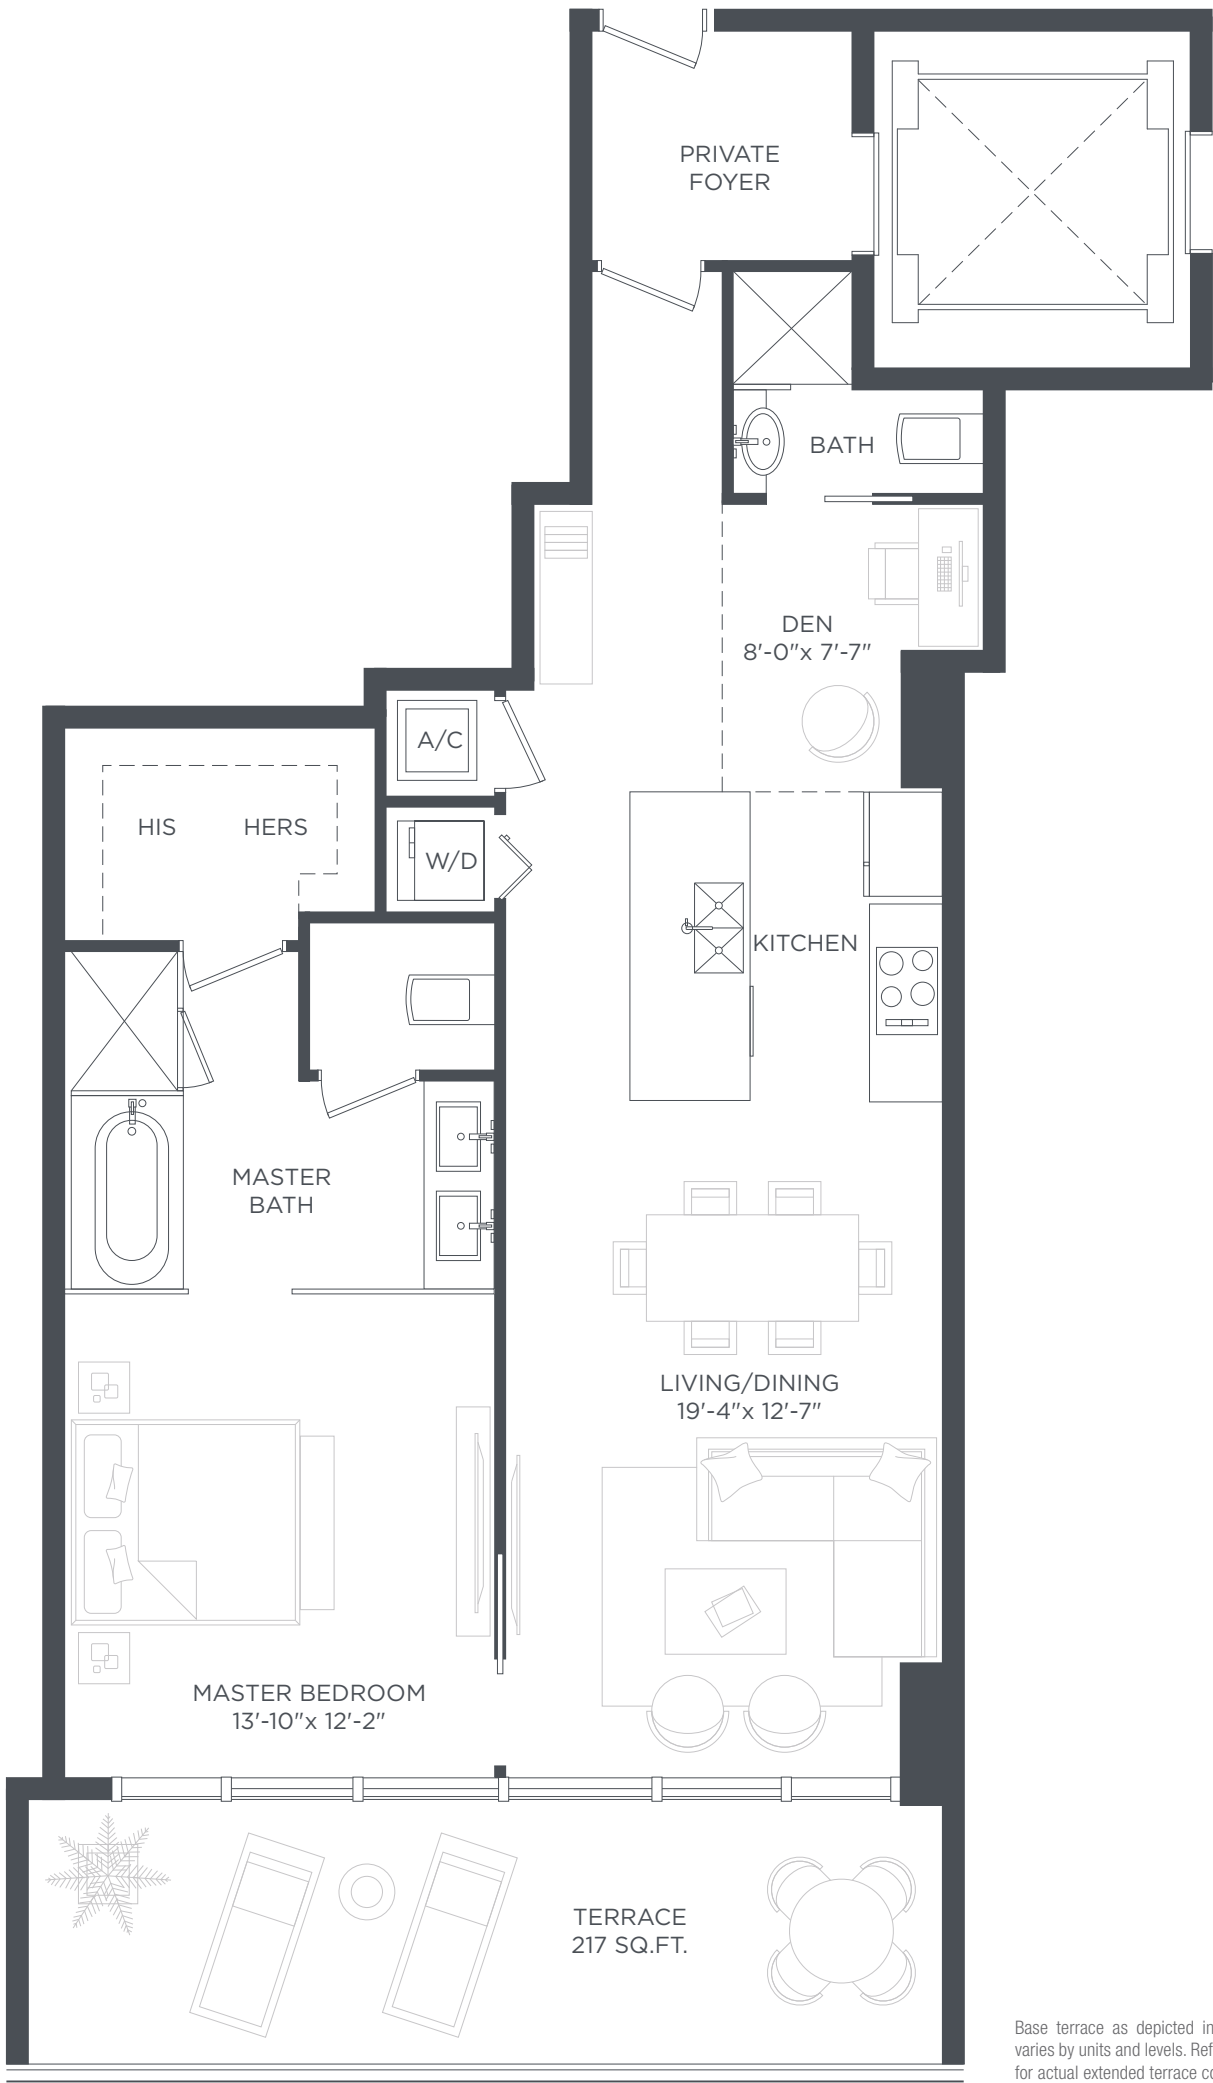 PRIVATE
FOYER
BATH
DEN
8'-0"x 7'-7"
A/C
HIS HERS
W/D
KITCHEN
MASTER
BATH
LIVING/DINING
19'-4"x 12'-7"
MASTER BEDROOM
13'-10"x 12'-2"
TERRACE
217 SQ.FT.
Base terrace as depicted in
varies by units and levels.
for actual extended terrace